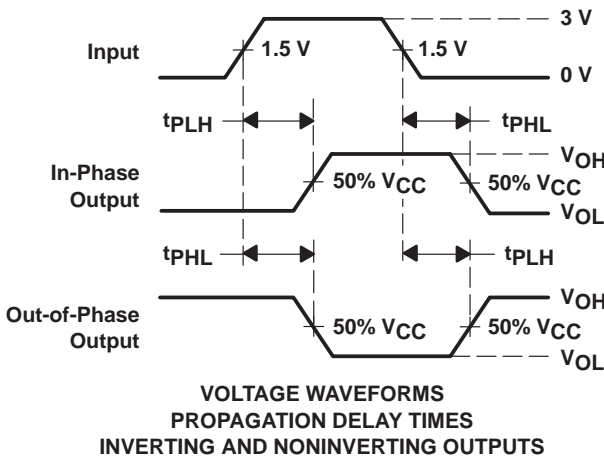 3 V
Input
1.5 V
1.5 V
0 V
tPLH
tPHL
In-Phase
Output
VOH
50% VCC
50% VCC
VOL
tPHL
tPLH
Out-of-Phase
Output
VOH
50% VCC
50% VCC
VOL
VOLTAGE WAVEFORMS
PROPAGATION DELAY TIMES
INVERTING AND NONINVERTING OUTPUTS